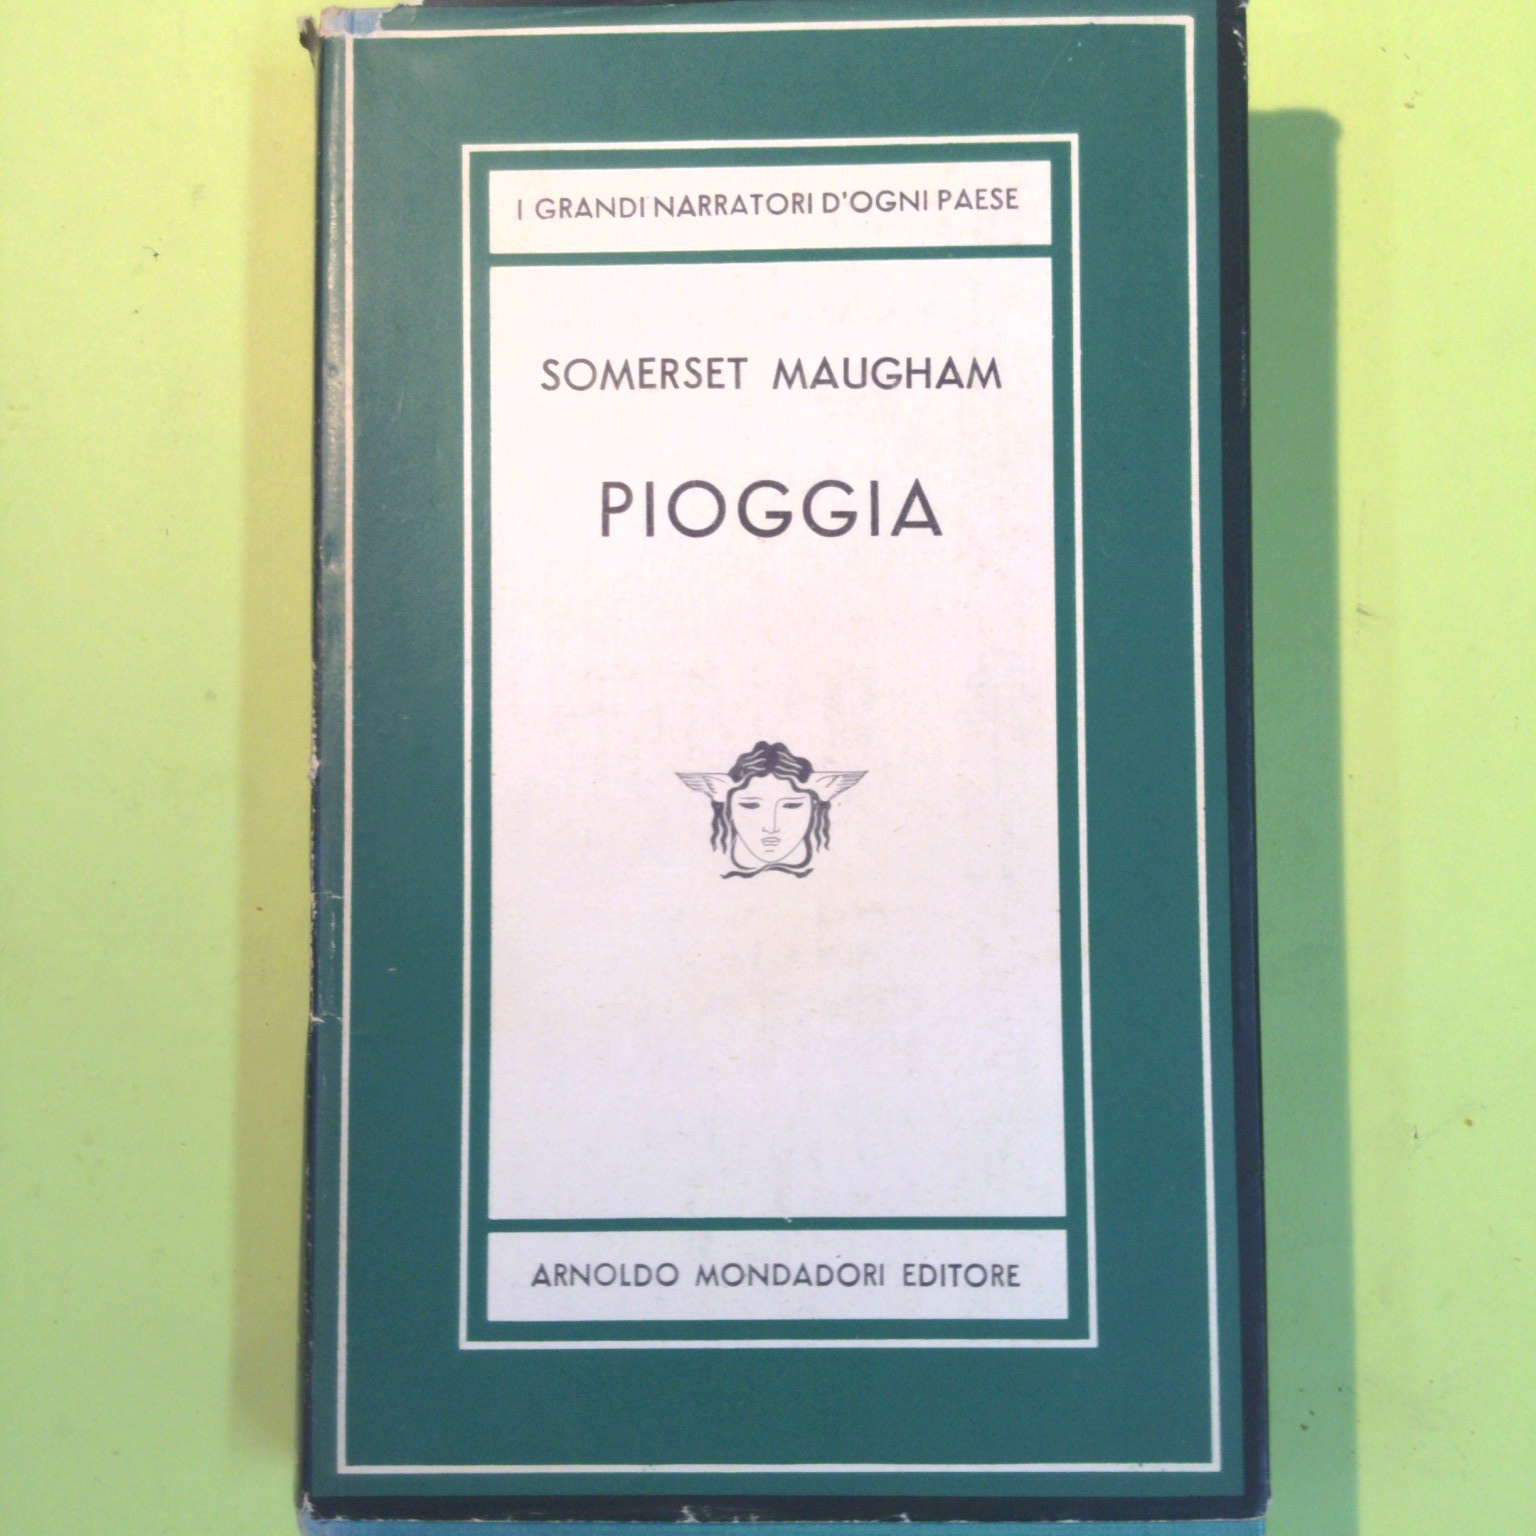 I GRANDI NARRATORI D'OGNI PAESE
SOMERSET MAUGHAM
PIOGGIA
ARNOLDO MONDADORI EDITORE